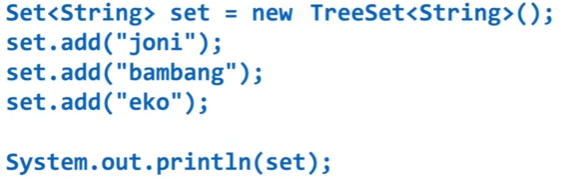 Set<String> set = new TreeSet<String>();
set.add("joni");
set.add("bambang");
set.add("eko");
System.out.println(set);